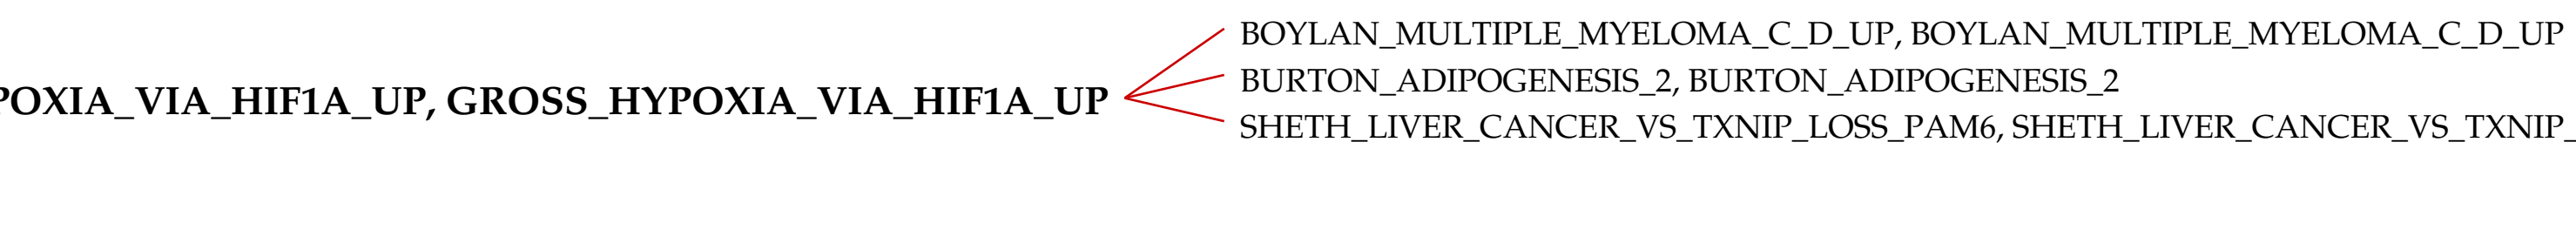 POXIA_VIA_HIF1A_UP, GROSS_HYPOXIA_VIA_HIF1A_UP
BOYLAN_MULTIPLE_MYELOMA_C_D_UP, BOYLAN_MULTIPLE_MYELOMA_C_D_UP
BURTON_ADIPOGENESIS_2, BURTON_ADIPOGENESIS_2
SHETH_LIVER_CANCER_VS_TXNIP_LOSS_PAM6, SHETH_LIVER_CANCER_VS_TXNIP_